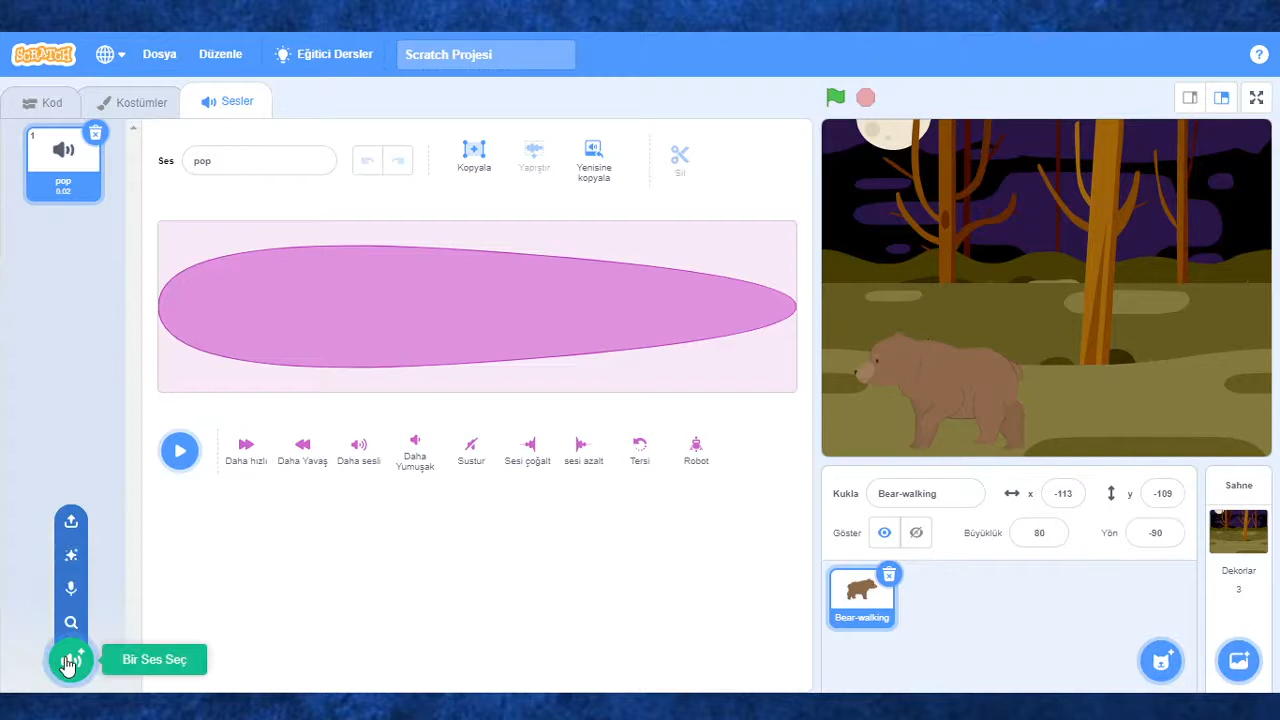 SCRATCH
Dosya
Düzenle
Eğitici Dersler
Scratch Projesi
?
Kod
Kostümler
Sesler
1
pop
0.02
Ses
pop
Kopyala
Yapıştır
Yenisine
kopyala
Sil
Daha hızlı
Daha Yavaş
Daha sesli
Daha
Yumuşak
Sustur
Sesi çoğalt
sesi azalt
Tersi
Robot
Bir Ses Seç
Kukla
Bear-walking
x
-113
y
-109
Göster
Büyüklük
80
Yön
-90
Bear-walking
Sahne
Dekorlar
3